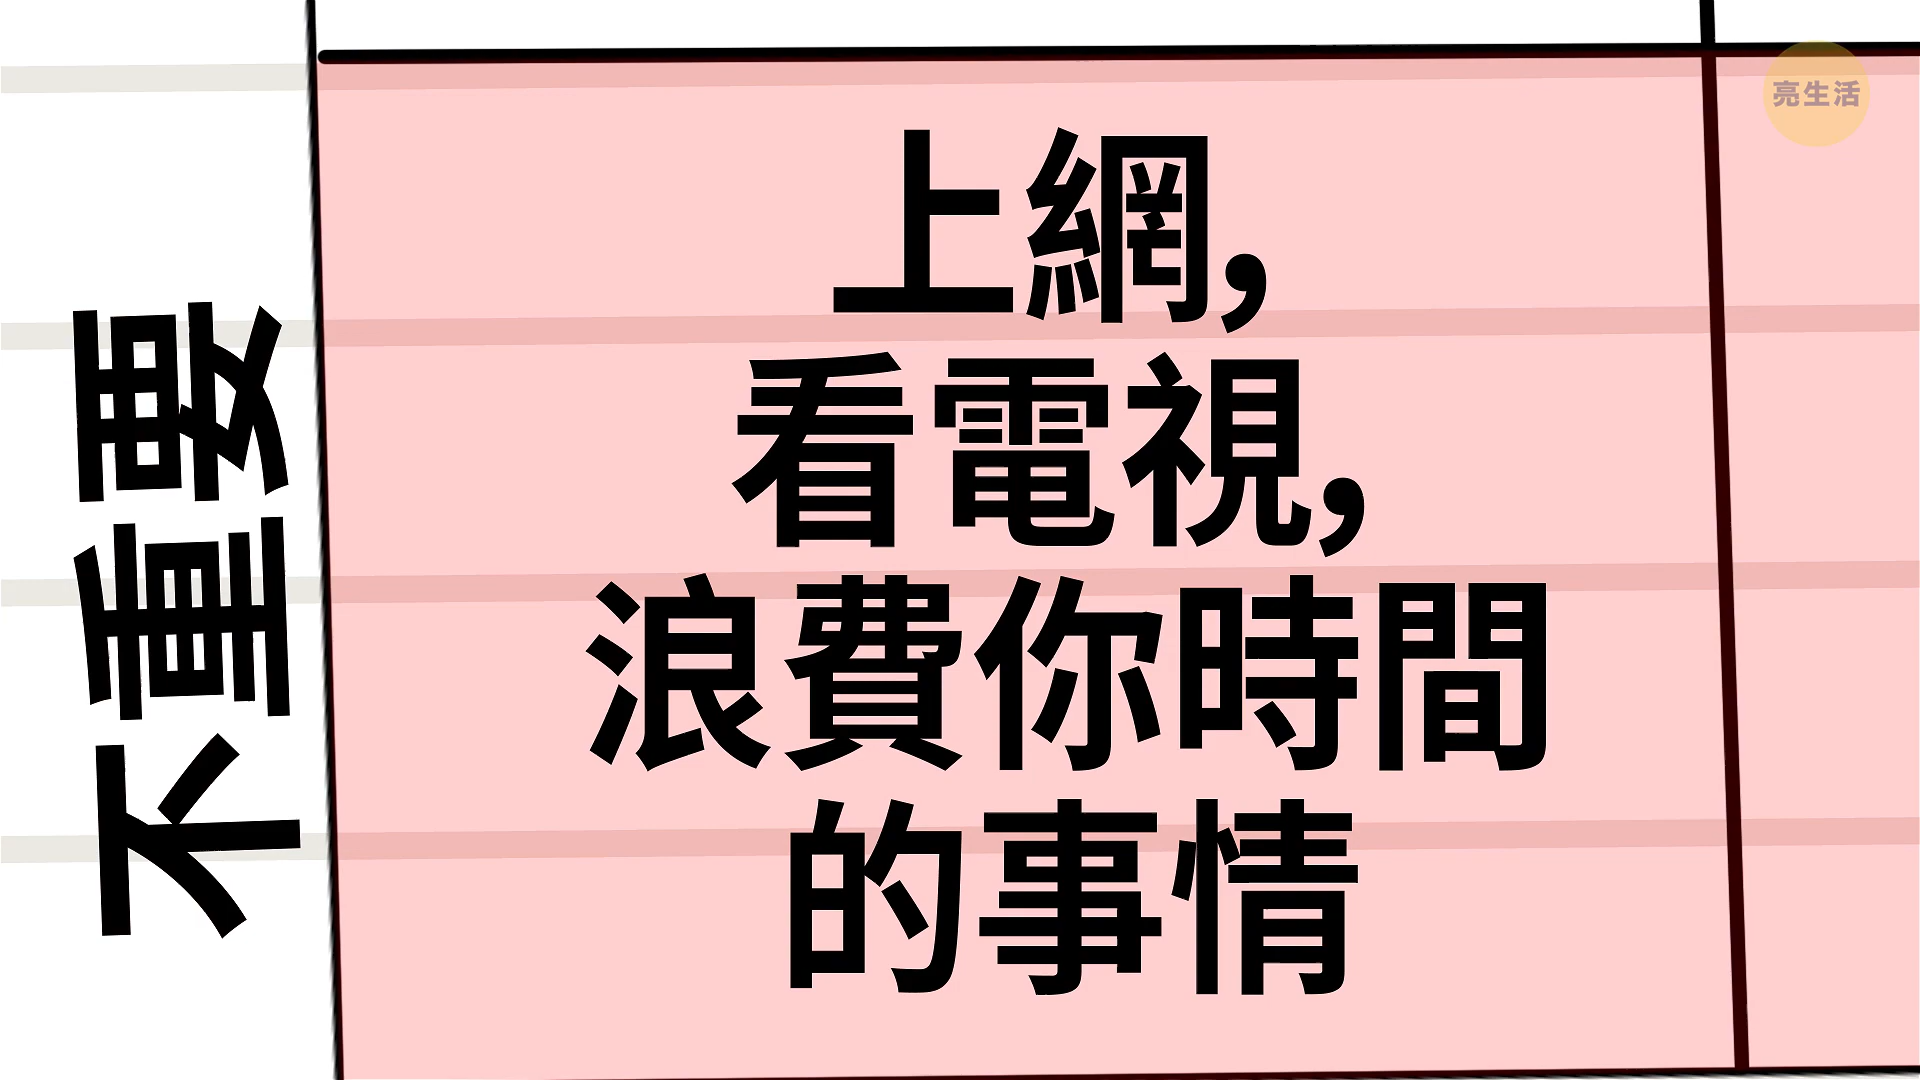 不重要
上網,
看電視,
浪費你時間
的事情
亮生活